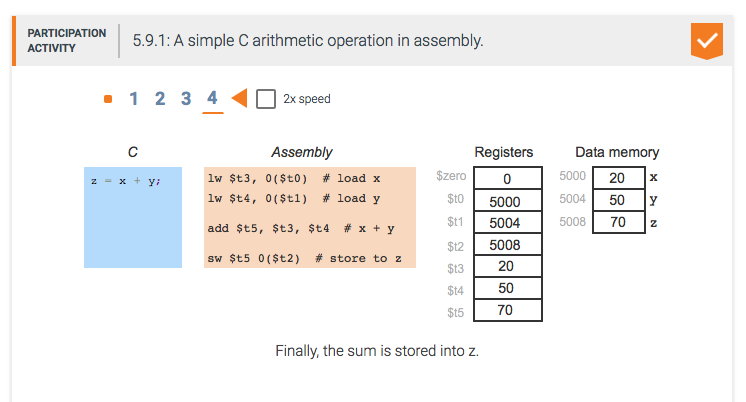 PARTICIPATION
ACTIVITY
5.9.1: A simple C arithmetic operation in assembly.
1 2 3 4 2x speed
C
z = x + y;
Assembly
lw $t3, 0($t0) # load x
lw $t4, 0($t1) # load y
add $t5, $t3, $t4 # x + y
sw $t5 0($t2) # store to z
Registers
$zero 0
$t0 5000
$t1 5004
$t2 5008
$t3 20
$t4 50
$t5 70
Data memory
5000 20 x
5004 50 y
5008 70 z
Finally, the sum is stored into z.